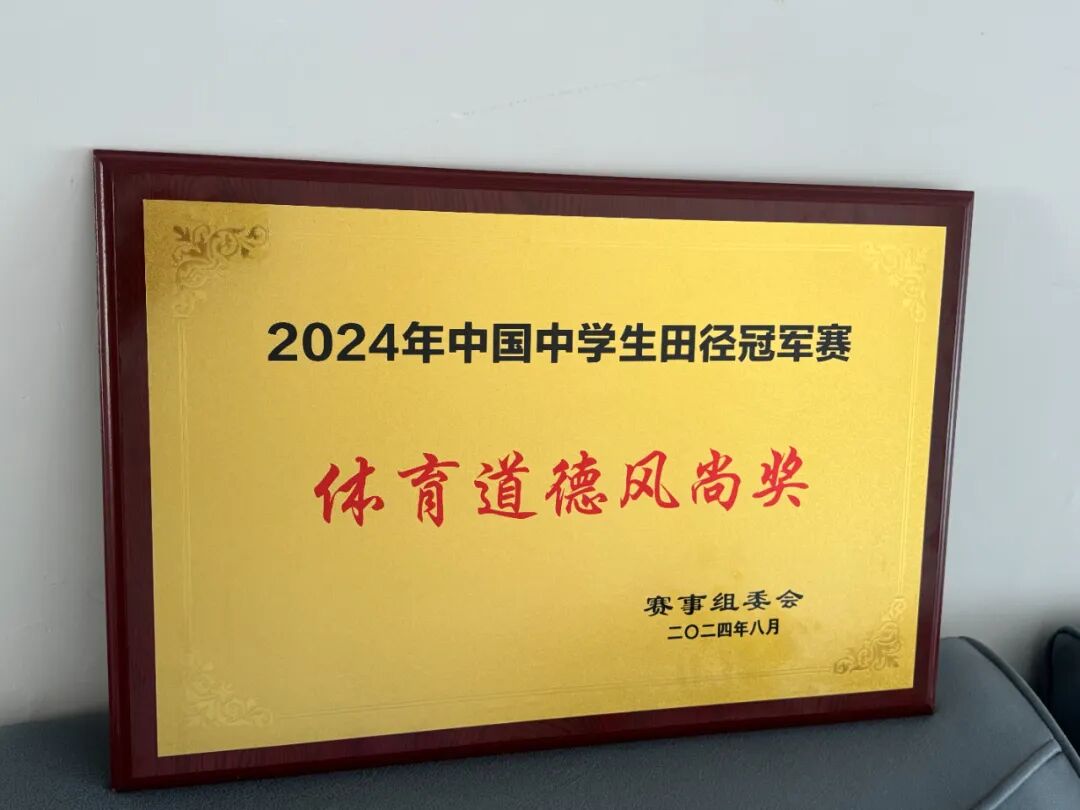 2024年中国中学生田径冠军赛
体育道德风尚奖
赛事组委会
二〇二四年八月